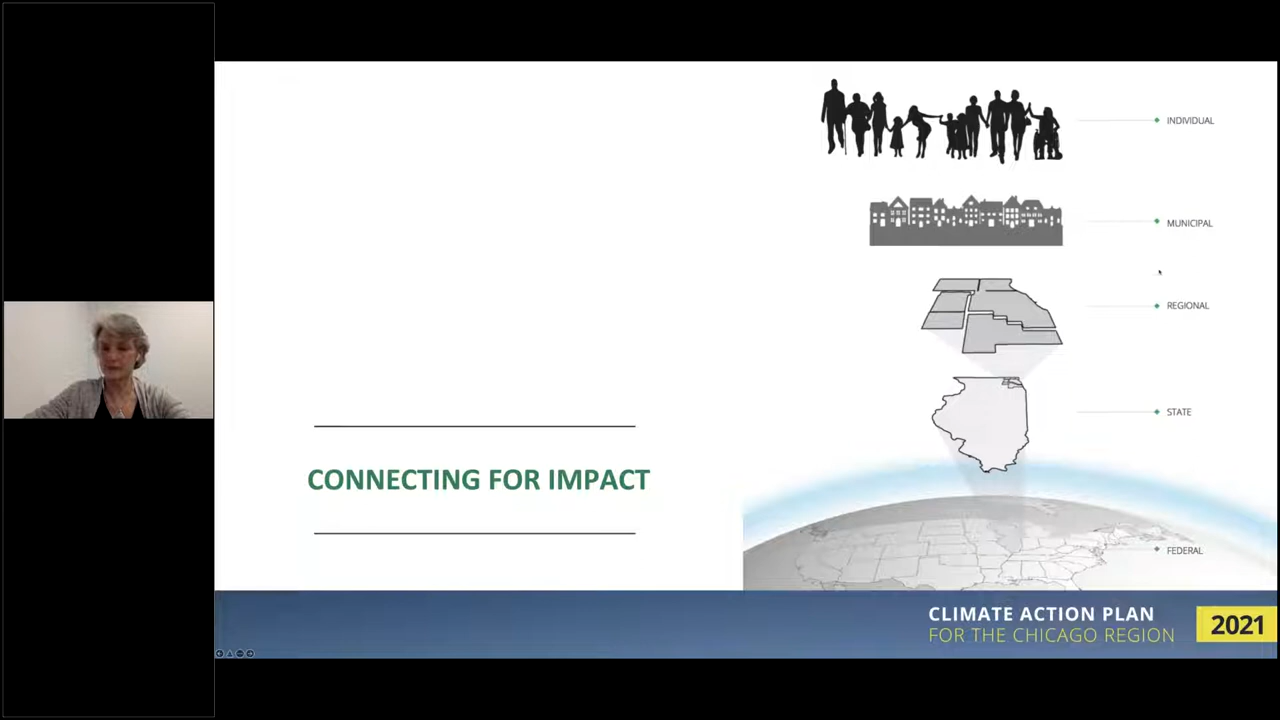 INDIVIDUAL
MUNICIPAL
REGIONAL
STATE
CONNECTING FOR IMPACT
FEDERAL
CLIMATE ACTION PLAN
FOR THE CHICAGO REGION
2021